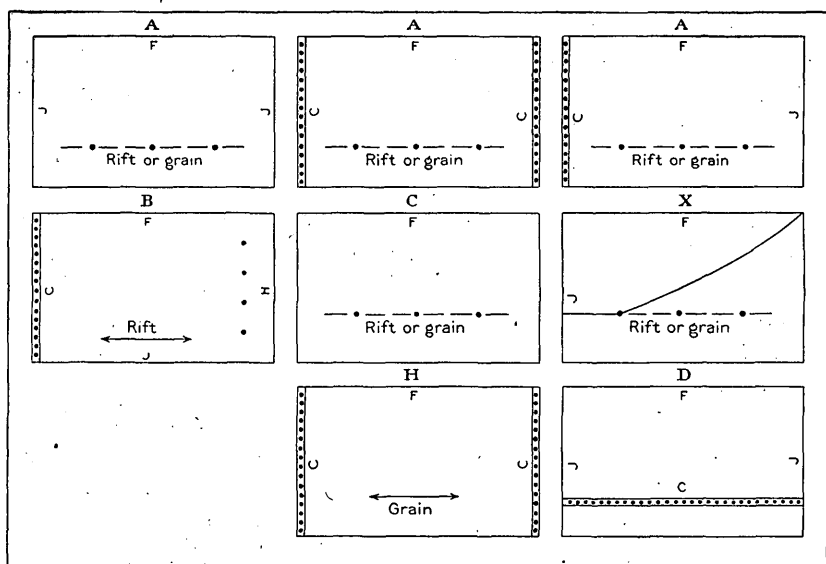 A A A
F F F
J J C C C J
Rift or grain Rift or grain Rift or grain
B C X
F F F
C H J
Rift Rift or grain Rift or grain
J
H D
F F
C C J J
C
Grain